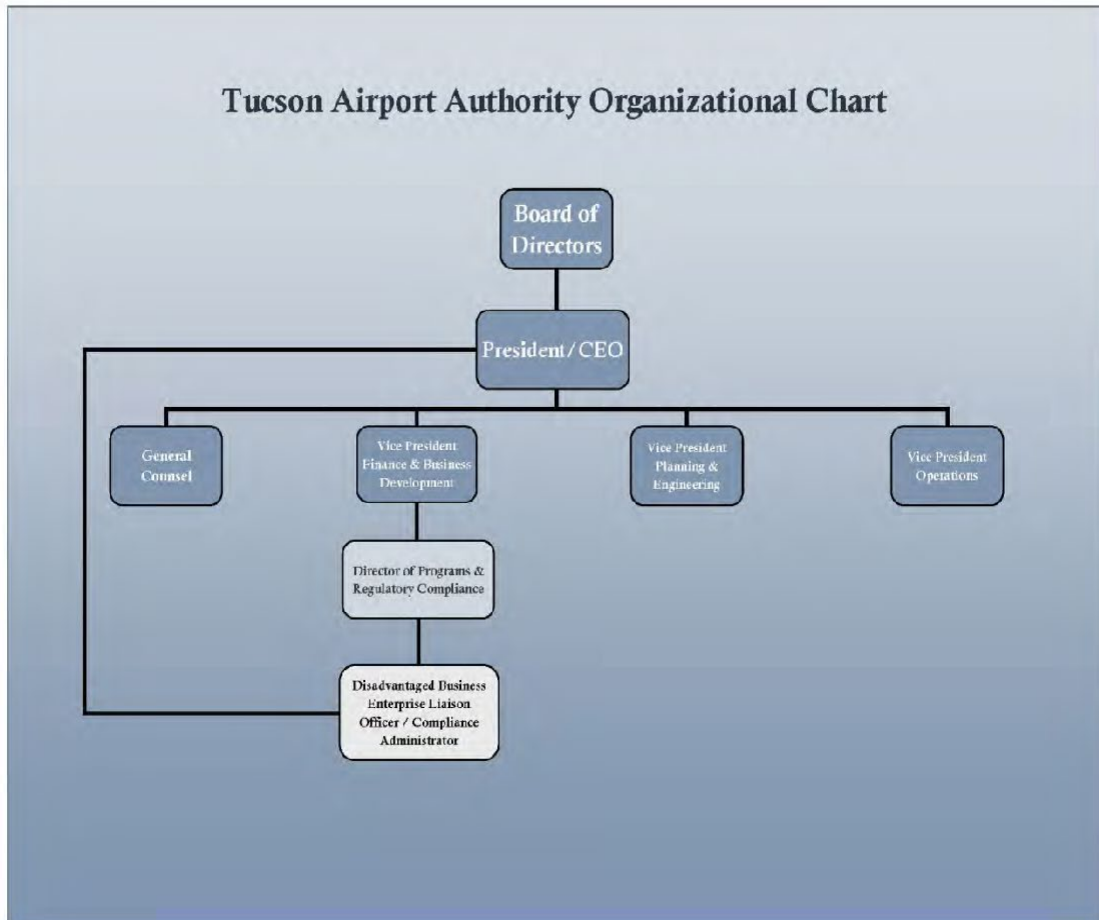 Tucson Airport Authority Organizational Chart
Board of
Directors
President / CEO
General
Counsel
Vice President
Finance & Business
Development
Vice President
Planning &
Engineering
Vice President
Operations
Director of Programs &
Regulatory Compliance
Disadvantaged Business
Enterprise Liaison
Officer / Compliance
Administrator